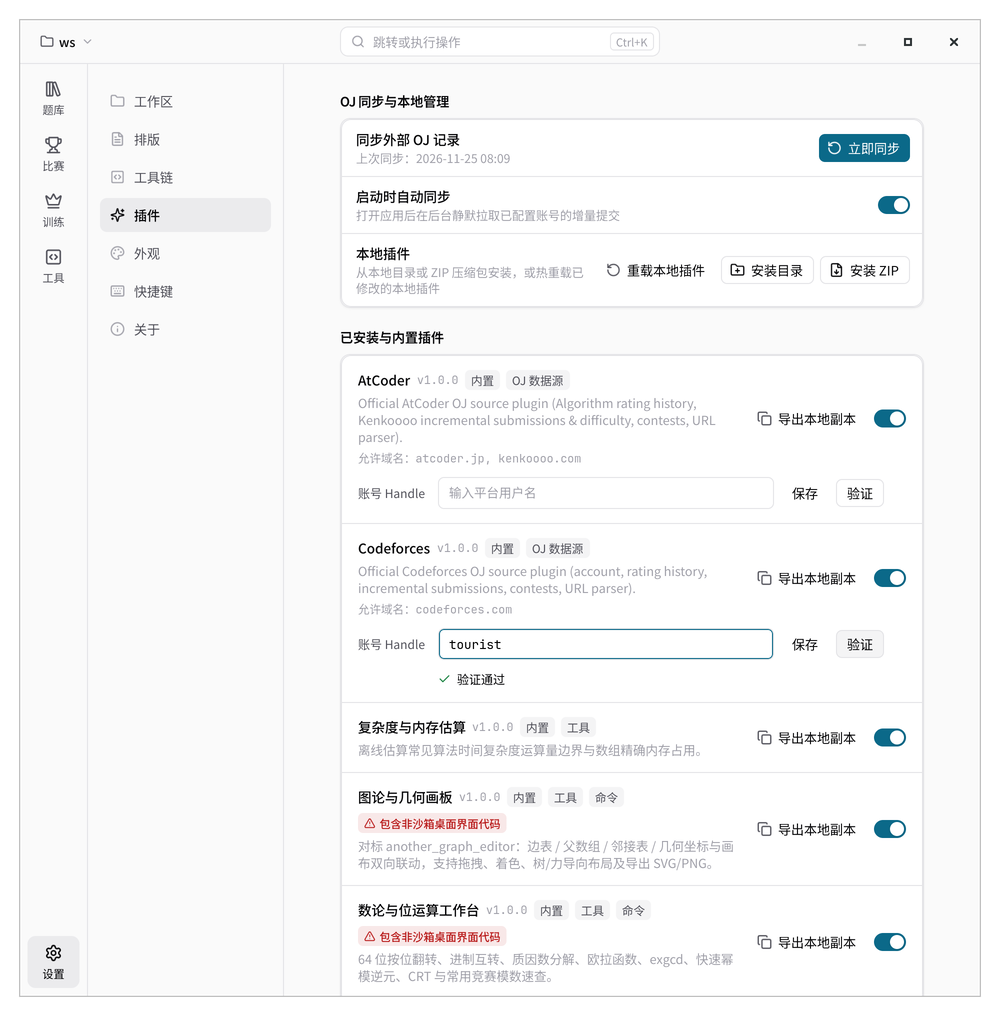 ws
跳转或执行操作
Ctrl+K
题库
比赛
训练
工具
设置
工作区
排版
工具链
插件
外观
快捷键
关于
OJ 同步与本地管理
同步外部 OJ 记录
上次同步：2026-11-25 08:09
立即同步
启动时自动同步
打开应用后在后台静默拉取已配置账号的增量提交
本地插件
从本地目录或 ZIP 压缩包安装，或热重载已
修改的本地插件
重载本地插件
安装目录
安装 ZIP
已安装与内置插件
AtCoder v1.0.0 内置 OJ 数据源
Official AtCoder OJ source plugin (Algorithm rating history,
Kenkoooo incremental submissions & difficulty, contests, URL
parser).
允许域名：atcoder.jp, kenkoooo.com
导出本地副本
账号 Handle 输入平台用户名 保存 验证
Codeforces v1.0.0 内置 OJ 数据源
Official Codeforces OJ source plugin (account, rating history,
incremental submissions, contests, URL parser).
允许域名：codeforces.com
导出本地副本
账号 Handle tourist 保存 验证
验证通过
复杂度与内存估算 v1.0.0 内置 工具
离线估算常见算法时间复杂度运算量边界与数组精确内存占用。
导出本地副本
图论与几何画板 v1.0.0 内置 工具 命令
包含非沙箱桌面界面代码
对标 another_graph_editor：边表 / 父数组 / 邻接表 / 几何坐标与画
布双向联动，支持拖拽、着色、树/力导向布局及导出 SVG/PNG。
导出本地副本
数论与位运算工作台 v1.0.0 内置 工具 命令
包含非沙箱桌面界面代码
64 位按位翻转、进制互转、质因数分解、欧拉函数、exgcd、快速幂
模逆元、CRT 与常用竞赛模数速查。
导出本地副本